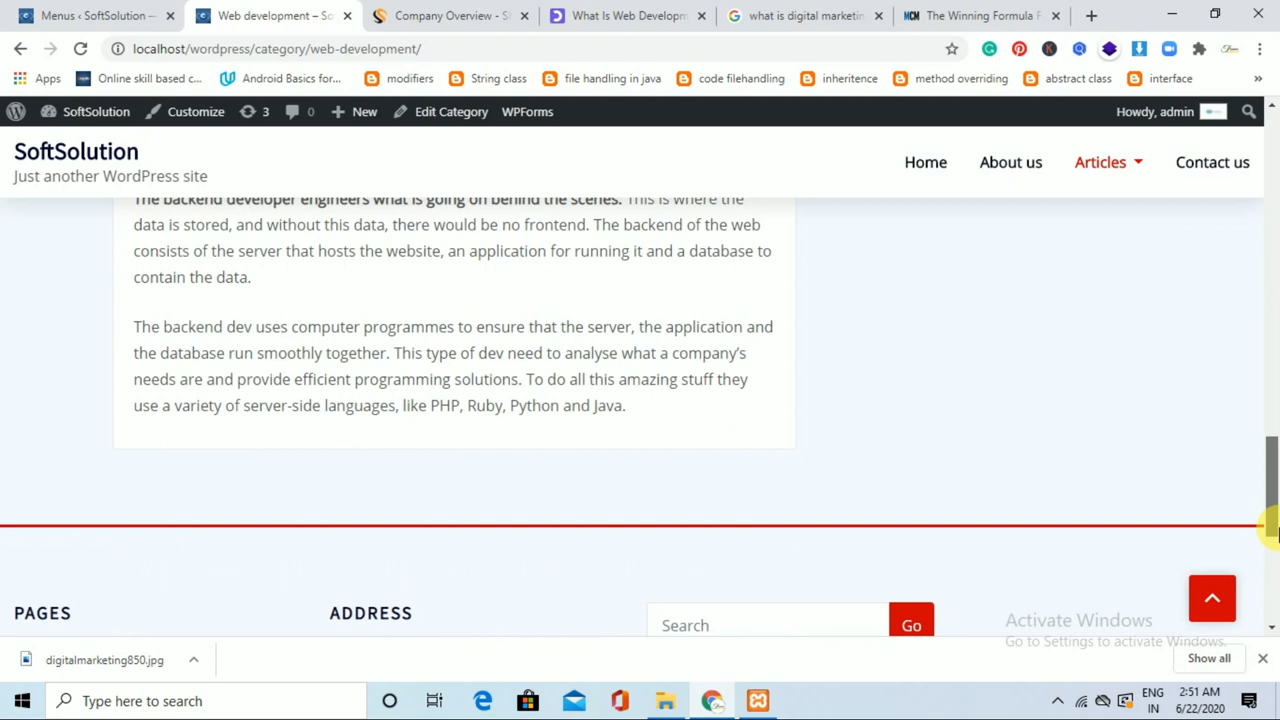 Menus ‹ SoftSolution —
Web development – So
Company Overview - S
What Is Web Developm
what is digital marketin
MCM The Winning Formula F
localhost/wordpress/category/web-development/
Apps
Online skill based c...
Android Basics for...
modifiers
String class
file handling in java
code filehandling
inheritence
method overriding
abstract class
interface
»
SoftSolution
Customize
3
0
New
Edit Category
WPForms
Howdy, admin
SoftSolution
Just another WordPress site
Home
About us
Articles
Contact us
The backend developer engineers what is going on behind the scenes. This is where the
data is stored, and without this data, there would be no frontend. The backend of the web
consists of the server that hosts the website, an application for running it and a database to
contain the data.
The backend dev uses computer programmes to ensure that the server, the application and
the database run smoothly together. This type of dev need to analyse what a company's
needs are and provide efficient programming solutions. To do all this amazing stuff they
use a variety of server-side languages, like PHP, Ruby, Python and Java.
PAGES
ADDRESS
Search
Go
Activate Windows
Go to Settings to activate Windows.
digitalmarketing850.jpg
Show all
Type here to search
ENG
IN
2:51 AM
6/22/2020